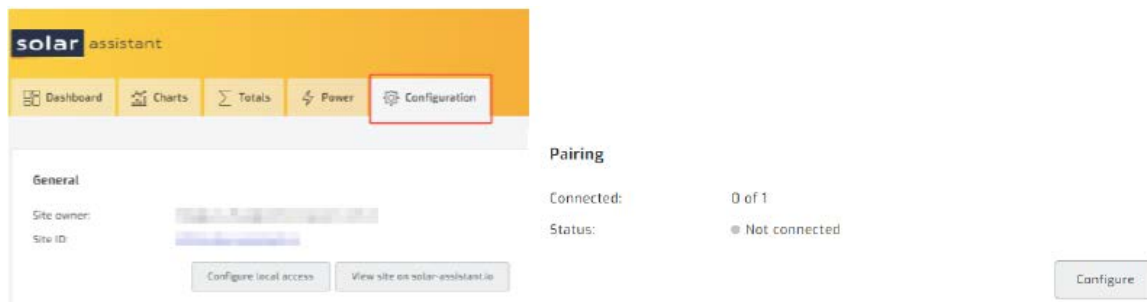 solar assistant
Dashboard Charts Totals Power Configuration
General
Site owner:
Site ID:
Configure local access View site on solar-assistant.io
Pairing
Connected: 0 of 1
Status: Not connected
Configure